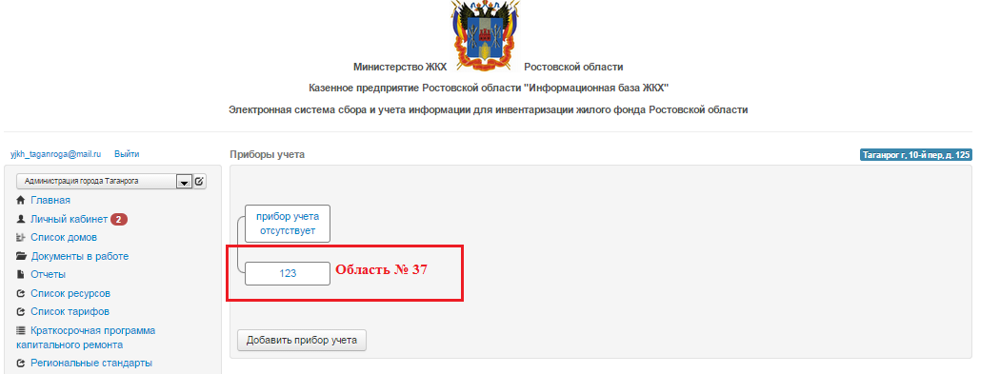 Министерство ЖКХ Ростовской области
Казенное предприятие Ростовской области "Информационная база ЖКХ"
Электронная система сбора и учета информации для инвентаризации жилого фонда Ростовской области
yjkh_taganroga@mail.ru Выйти
Администрация города Таганрога
Главная
Личный кабинет 2
Список домов
Документы в работе
Отчеты
Список ресурсов
Список тарифов
Краткосрочная программа
капитального ремонта
Региональные стандарты
Приборы учета
Таганрог г, 10-й пер, д. 125
прибор учета
отсутствует
123
Область № 37
Добавить прибор учета